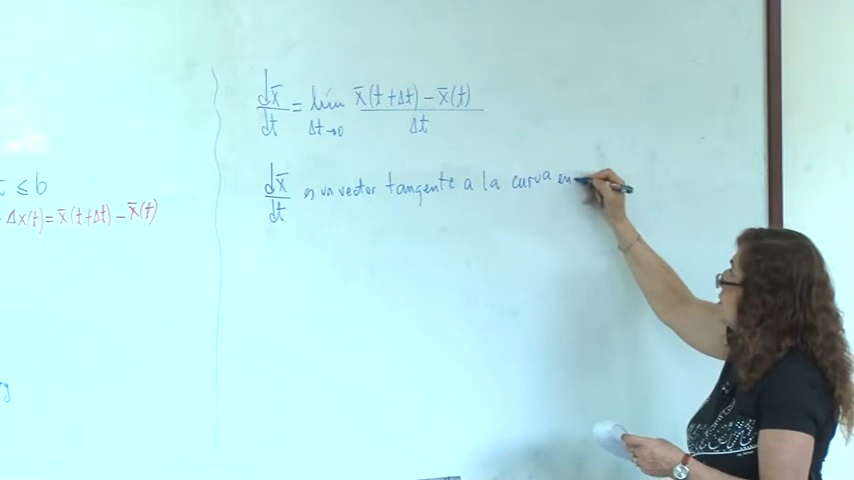 t ≤ b
Δx(t) = x̄(t+Δt) − x̄(t)
y
dx̄/dt = lím Δt→0 x̄(t+Δt) − x̄(t) / Δt
dx̄/dt es un vector tangente a la curva en